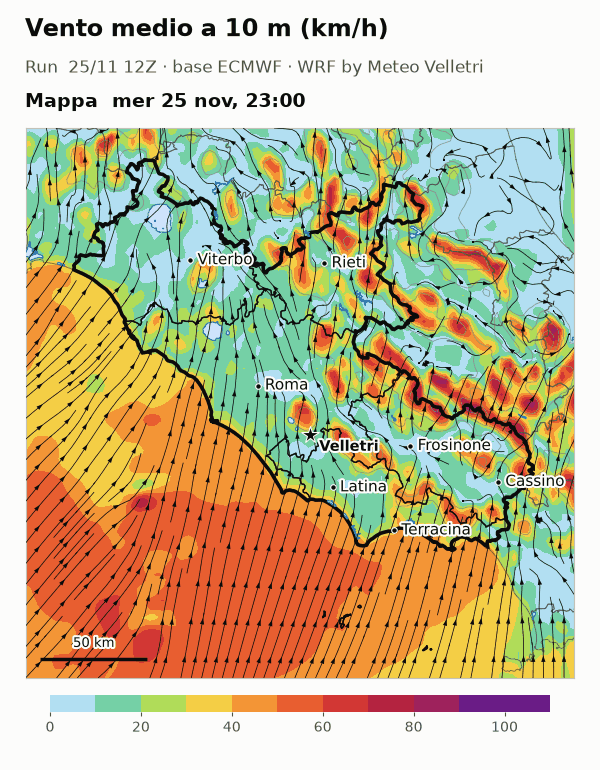 Vento medio a 10 m (km/h)
Run  25/11 12Z · base ECMWF · WRF by Meteo Velletri
Mappa  mer 25 nov, 23:00
Viterbo
Rieti
Roma
Velletri
Frosinone
Cassino
Latina
Terracina
50 km
0 20 40 60 80 100